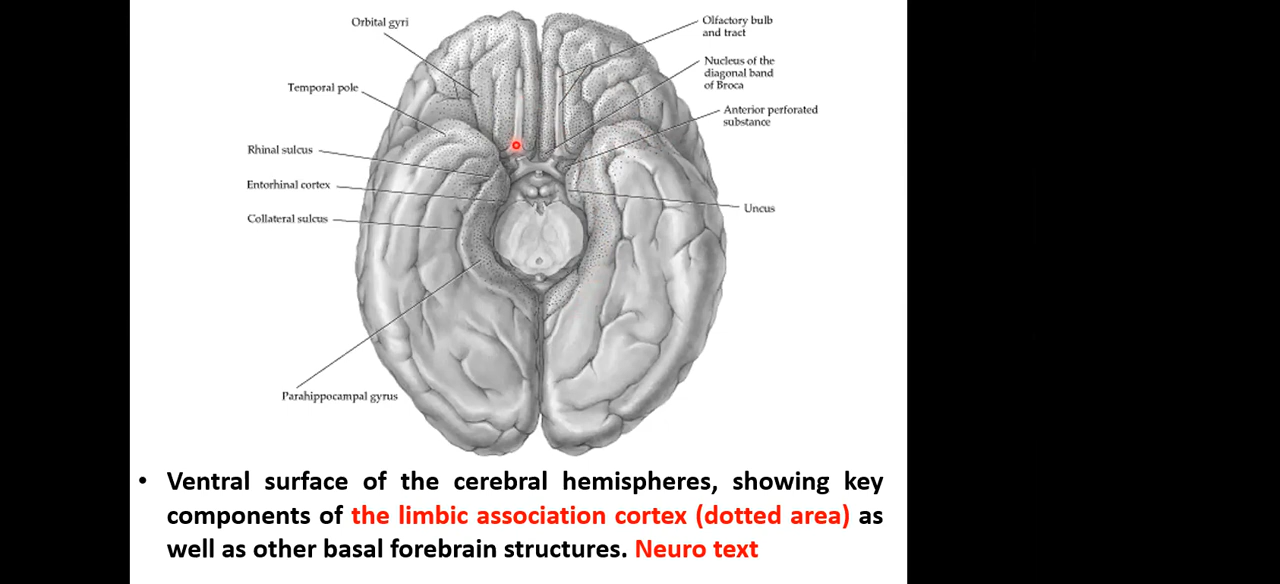 Orbital gyri
Olfactory bulb
and tract
Nucleus of the
diagonal band
of Broca
Temporal pole
Anterior perforated
substance
Rhinal sulcus
Entorhinal cortex
Uncus
Collateral sulcus
Parahippocampal gyrus
• Ventral surface of the cerebral hemispheres, showing key
components of the limbic association cortex (dotted area) as
well as other basal forebrain structures. Neuro text